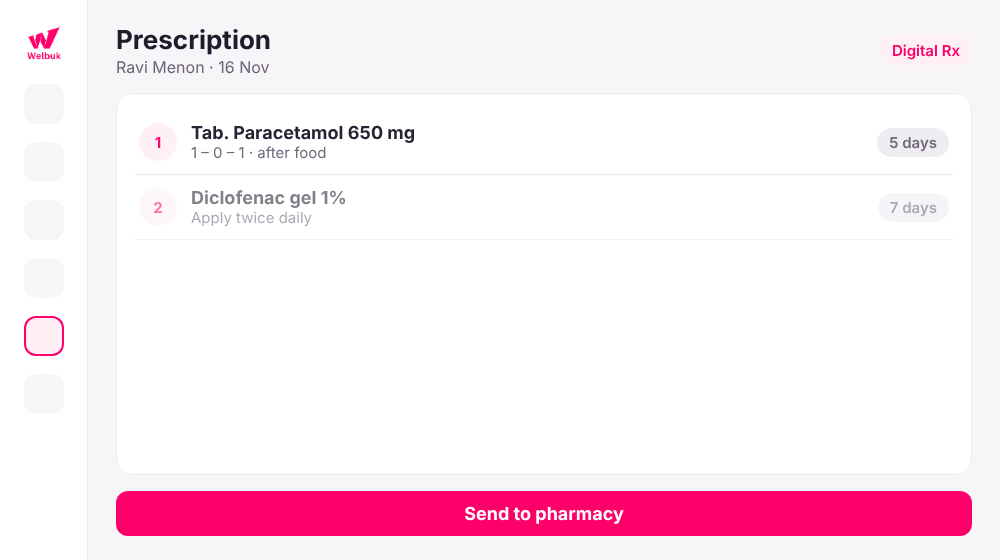 Welbuk
Prescription
Ravi Menon · 16 Nov
Digital Rx
1
Tab. Paracetamol 650 mg
1 – 0 – 1 · after food
5 days
2
Diclofenac gel 1%
Apply twice daily
7 days
Send to pharmacy